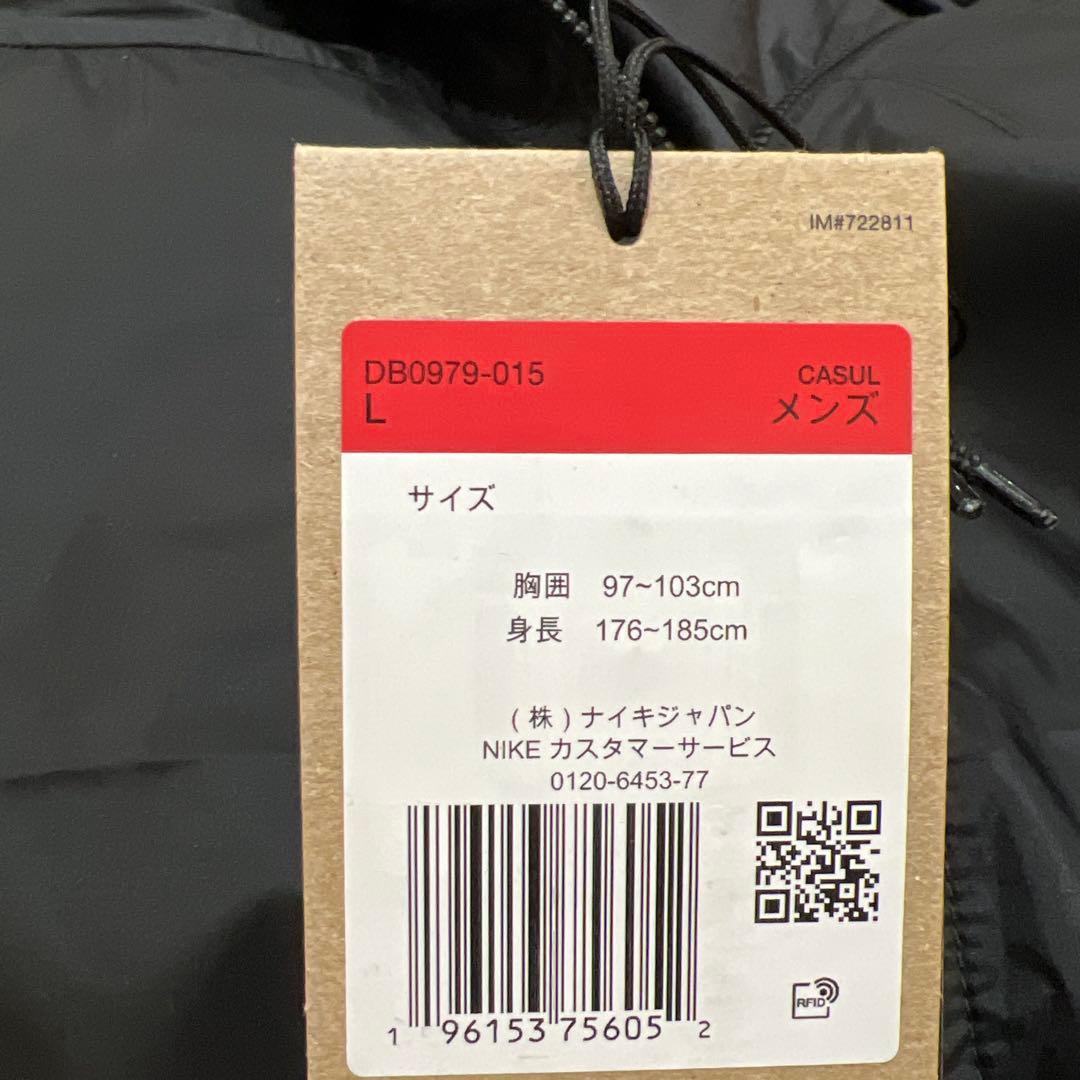 IM#722811
DB0979-015
CASUL
L
メンズ
サイズ
胸囲 97~103cm
身長 176~185cm
(株)ナイキジャパン
NIKE カスタマーサービス
0120-6453-77
1 96153 75605 2
RFID